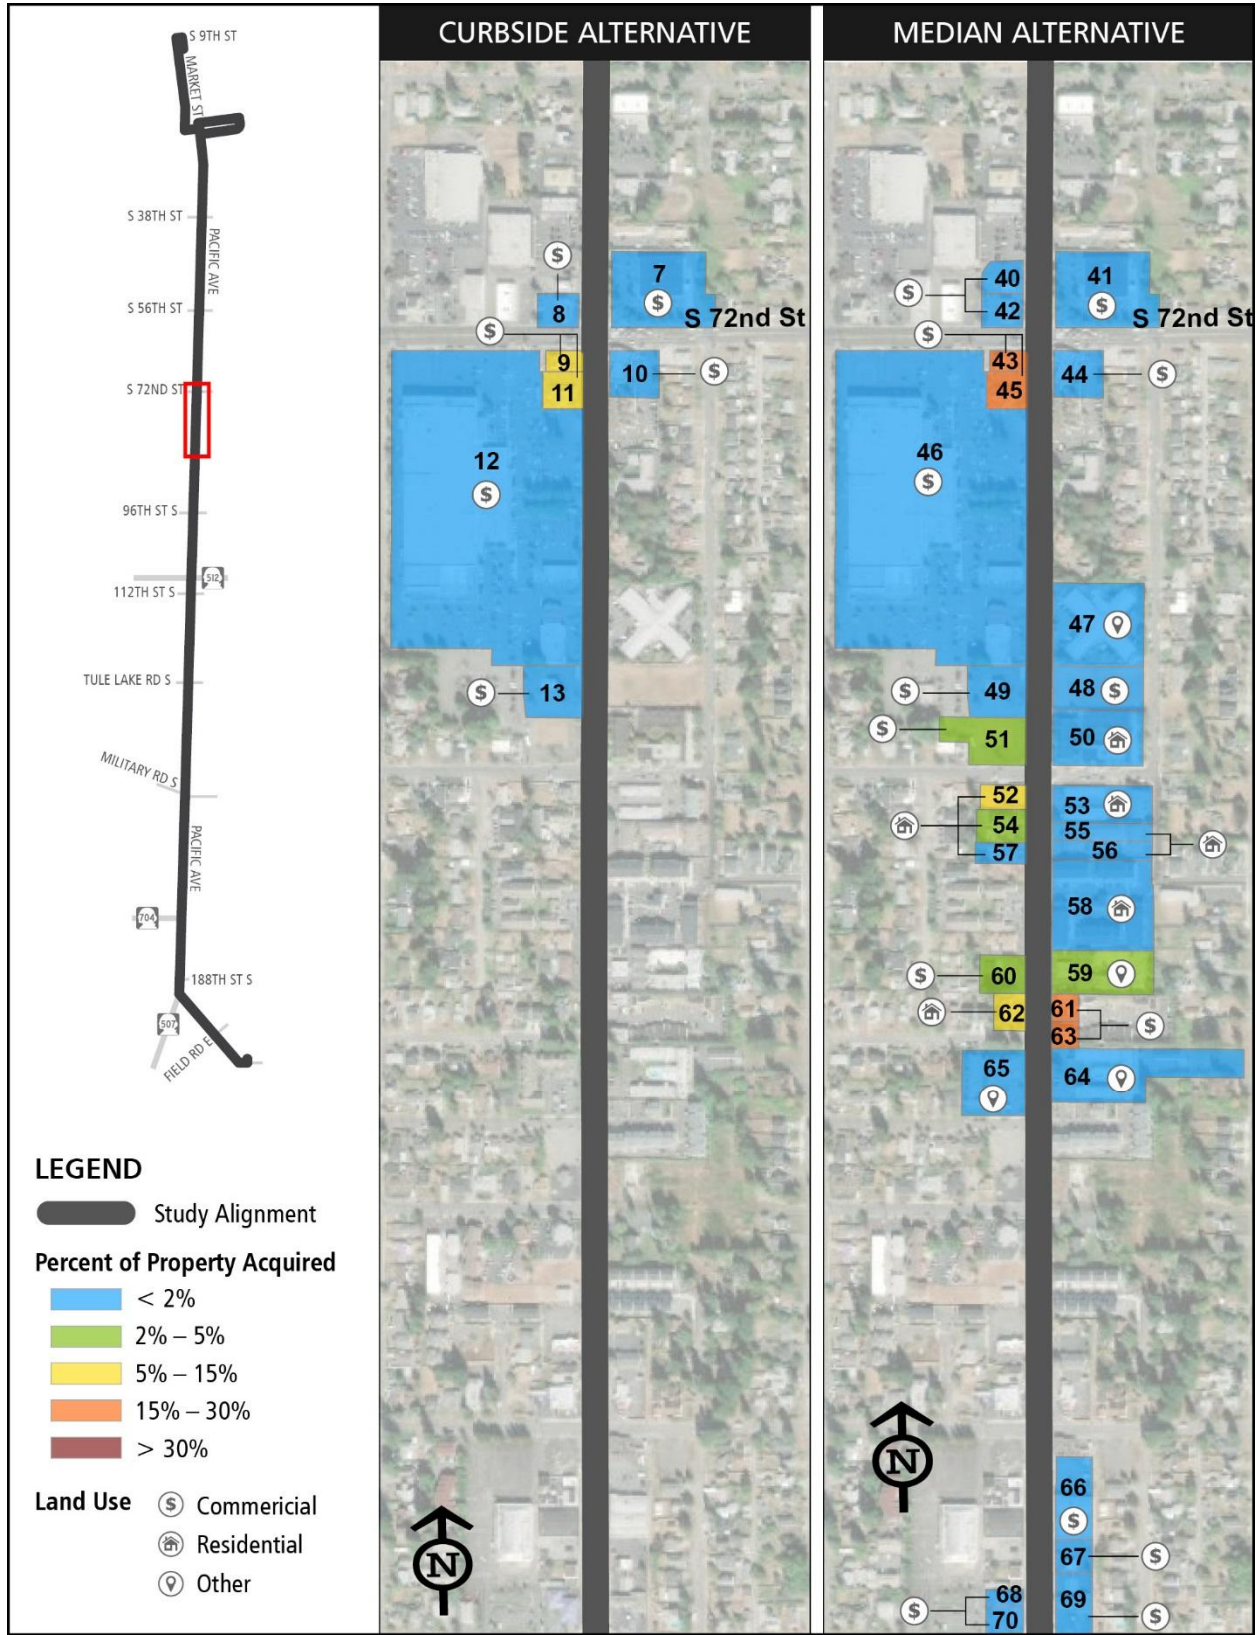 S 9TH ST
MARKET ST
S 38TH ST
PACIFIC AVE
S 56TH ST
S 72ND ST
96TH ST S
512
112TH ST S
TULE LAKE RD S
MILITARY RD S
PACIFIC AVE
704
188TH ST S
507
FIELD RD E
LEGEND
Study Alignment
Percent of Property Acquired
< 2%
2% – 5%
5% – 15%
15% – 30%
> 30%
Land Use
$ Commericial
Residential
Other
CURBSIDE ALTERNATIVE
$
7
8
$
S 72nd St
$
9
10
$
11
12
$
$
13
N
MEDIAN ALTERNATIVE
40
41
$
42
$
S 72nd St
$
43
44
$
45
46
$
47
$
49
48
$
$
51
50
52
53
54
55
57
56
58
$
60
59
62
61
$
63
65
64
N
66
$
67
$
68
69
$
70
$